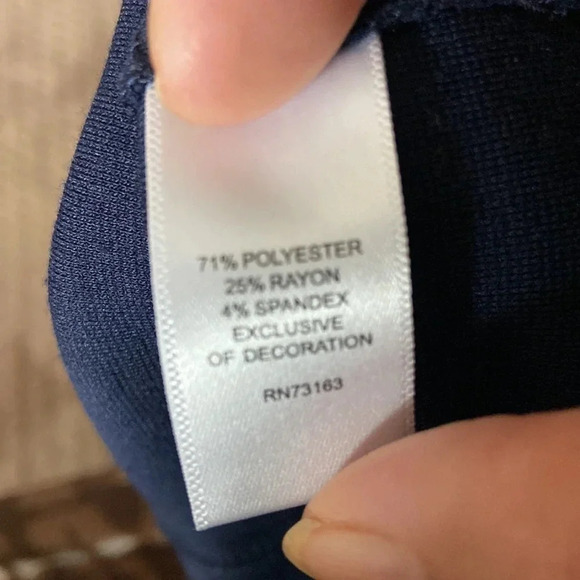 71% POLYESTER
25% RAYON
4% SPANDEX
EXCLUSIVE
OF DECORATION
RN73163